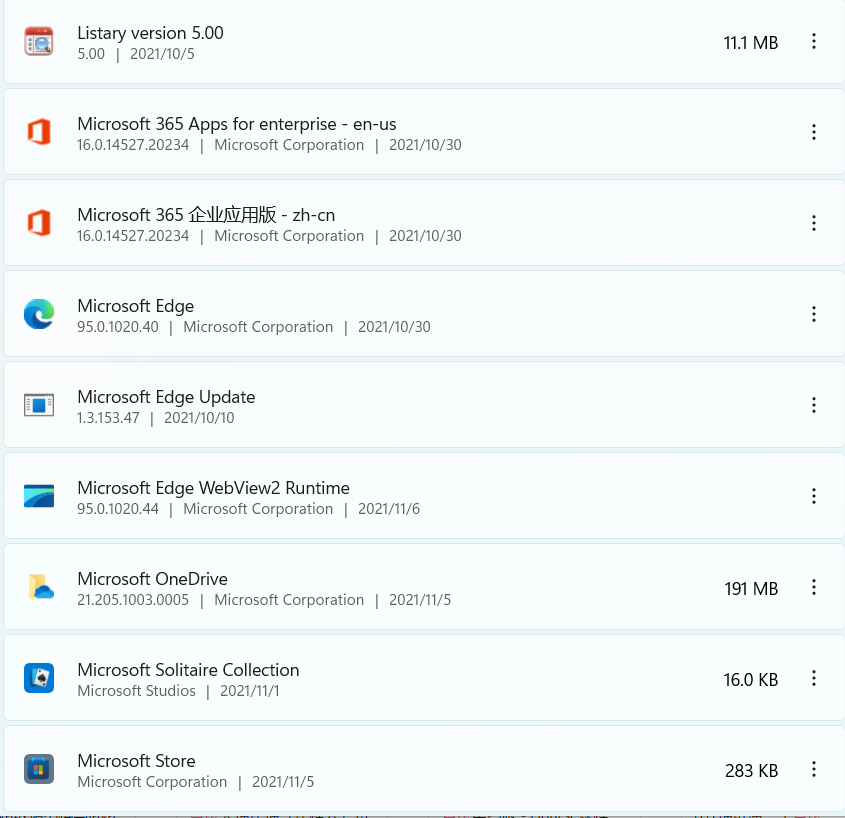 Listary version 5.00
5.00 | 2021/10/5
11.1 MB
Microsoft 365 Apps for enterprise - en-us
16.0.14527.20234 | Microsoft Corporation | 2021/10/30
Microsoft 365 企业应用版 - zh-cn
16.0.14527.20234 | Microsoft Corporation | 2021/10/30
Microsoft Edge
95.0.1020.40 | Microsoft Corporation | 2021/10/30
Microsoft Edge Update
1.3.153.47 | 2021/10/10
Microsoft Edge WebView2 Runtime
95.0.1020.44 | Microsoft Corporation | 2021/11/6
Microsoft OneDrive
21.205.1003.0005 | Microsoft Corporation | 2021/11/5
191 MB
Microsoft Solitaire Collection
Microsoft Studios | 2021/11/1
16.0 KB
Microsoft Store
Microsoft Corporation | 2021/11/5
283 KB